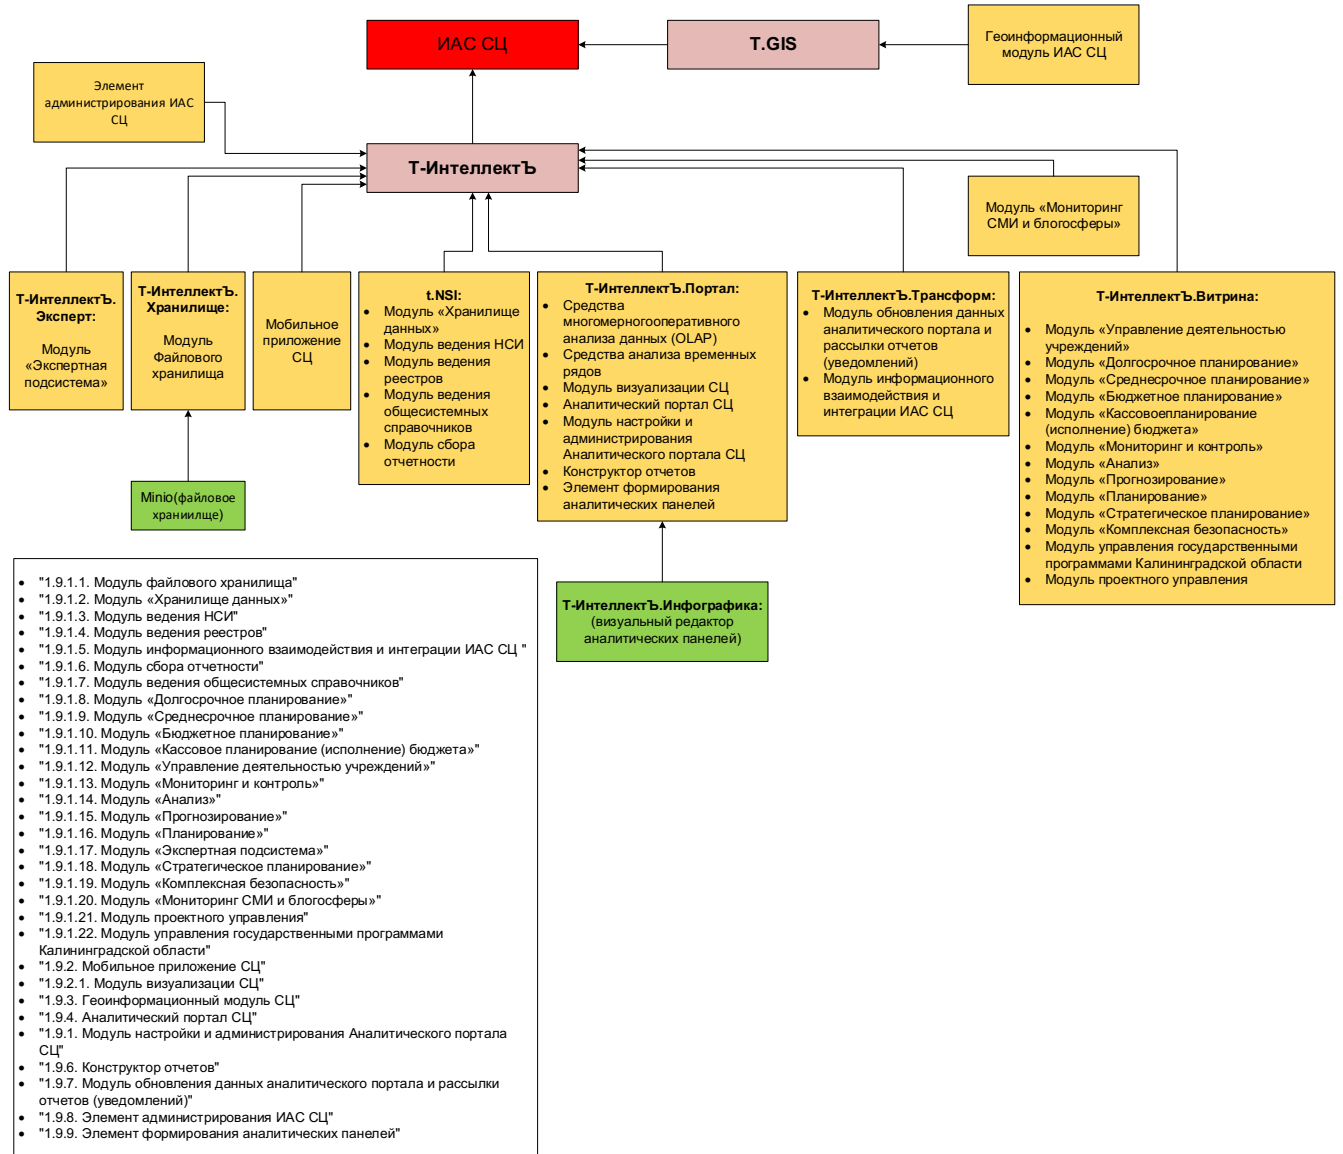 ИАС СЦ
T.GIS
Геоинформационный
модуль ИАС СЦ
Элемент
администрирования ИАС
СЦ
Т-ИнтеллектЪ
Модуль «Мониторинг
СМИ и блогосферы»
Т-ИнтеллектЪ.
Эксперт:
Модуль
«Экспертная
подсистема»
Т-ИнтеллектЪ.
Хранилище:
Модуль
Файлового
хранилища
Мобильное
приложение
СЦ
t.NSI:
• Модуль «Хранилище
данных»
• Модуль ведения НСИ
• Модуль ведения
реестров
• Модуль ведения
общесистемных
справочников
• Модуль сбора
отчетности
Т-ИнтеллектЪ.Портал:
• Средства
многомерногооперативного
анализа данных (OLAP)
• Средства анализа временных
рядов
• Модуль визуализации СЦ
• Аналитический портал СЦ
• Модуль настройки и
администрирования
Аналитического портала СЦ
• Конструктор отчетов
• Элемент формирования
аналитических панелей
Т-ИнтеллектЪ.Трансформ:
• Модуль обновления данных
аналитического портала и
рассылки отчетов
(уведомлений)
• Модуль информационного
взаимодействия и
интеграции ИАС СЦ
Т-ИнтеллектЪ.Витрина:
• Модуль «Управление деятельностью
учреждений»
• Модуль «Долгосрочное планирование»
• Модуль «Среднесрочное планирование»
• Модуль «Бюджетное планирование»
• Модуль «Кассовоепланирование
(исполнение) бюджета»
• Модуль «Мониторинг и контроль»
• Модуль «Анализ»
• Модуль «Прогнозирование»
• Модуль «Планирование»
• Модуль «Стратегическое планирование»
• Модуль «Комплексная безопасность»
• Модуль управления государственными
программами Калининградской области
• Модуль проектного управления
Minio(файловое
храниилще)
Т-ИнтеллектЪ.Инфографика:
(визуальный редактор
аналитических панелей)
• "1.9.1.1. Модуль файлового хранилища"
• "1.9.1.2. Модуль «Хранилище данных»"
• "1.9.1.3. Модуль ведения НСИ"
• "1.9.1.4. Модуль ведения реестров"
• "1.9.1.5. Модуль информационного взаимодействия и интеграции ИАС СЦ "
• "1.9.1.6. Модуль сбора отчетности"
• "1.9.1.7. Модуль ведения общесистемных справочников"
• "1.9.1.8. Модуль «Долгосрочное планирование»"
• "1.9.1.9. Модуль «Среднесрочное планирование»"
• "1.9.1.10. Модуль «Бюджетное планирование»"
• "1.9.1.11. Модуль «Кассовое планирование (исполнение) бюджета»"
• "1.9.1.12. Модуль «Управление деятельностью учреждений»"
• "1.9.1.13. Модуль «Мониторинг и контроль»"
• "1.9.1.14. Модуль «Анализ»"
• "1.9.1.15. Модуль «Прогнозирование»"
• "1.9.1.16. Модуль «Планирование»"
• "1.9.1.17. Модуль «Экспертная подсистема»"
• "1.9.1.18. Модуль «Стратегическое планирование»"
• "1.9.1.19. Модуль «Комплексная безопасность»"
• "1.9.1.20. Модуль «Мониторинг СМИ и блогосферы»"
• "1.9.1.21. Модуль проектного управления"
• "1.9.1.22. Модуль управления государственными программами
Калининградской области"
• "1.9.2. Мобильное приложение СЦ"
• "1.9.2.1. Модуль визуализации СЦ"
• "1.9.3. Геоинформационный модуль СЦ"
• "1.9.4. Аналитический портал СЦ"
• "1.9.1. Модуль настройки и администрирования Аналитического портала
СЦ"
• "1.9.6. Конструктор отчетов"
• "1.9.7. Модуль обновления данных аналитического портала и рассылки
отчетов (уведомлений)"
• "1.9.8. Элемент администрирования ИАС СЦ"
• "1.9.9. Элемент формирования аналитических панелей"